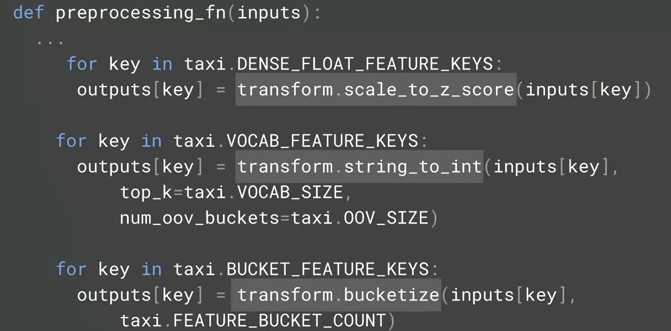 def preprocessing_fn(inputs):
...
for key in taxi.DENSE_FLOAT_FEATURE_KEYS:
outputs[key] = transform.scale_to_z_score(inputs[key])
for key in taxi.VOCAB_FEATURE_KEYS:
outputs[key] = transform.string_to_int(inputs[key],
top_k=taxi.VOCAB_SIZE,
num_oov_buckets=taxi.OOV_SIZE)
for key in taxi.BUCKET_FEATURE_KEYS:
outputs[key] = transform.bucketize(inputs[key],
taxi.FEATURE_BUCKET_COUNT)